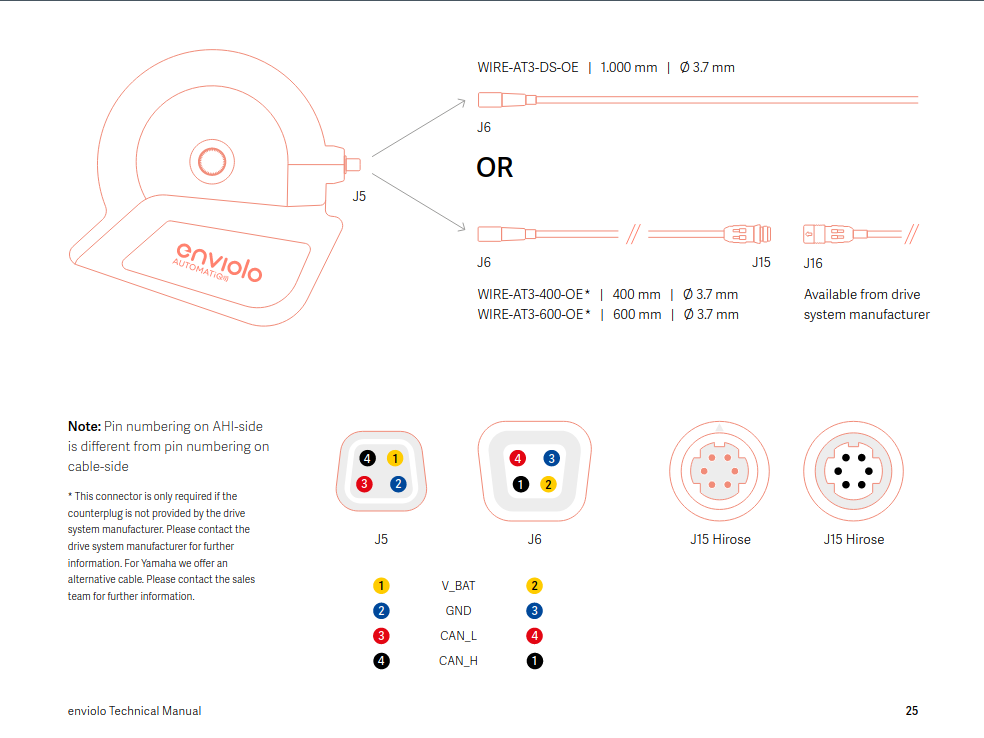 WIRE-AT3-DS-OE | 1.000 mm | Ø 3.7 mm
J6
OR
J5
enviolo
AUTOMATiQ
J6
J15
J16
WIRE-AT3-400-OE* | 400 mm | Ø 3.7 mm
WIRE-AT3-600-OE* | 600 mm | Ø 3.7 mm
Available from drive
system manufacturer
Note: Pin numbering on AHI-side
is different from pin numbering on
cable-side
* This connector is only required if the
counterplug is not provided by the drive
system manufacturer. Please contact the
drive system manufacturer for further
information. For Yamaha we offer an
alternative cable. Please contact the sales
team for further information.
4 1
3 2
J5
4 3
1 2
J6
J15 Hirose
J15 Hirose
1 V_BAT 2
2 GND 3
3 CAN_L 4
4 CAN_H 1
enviolo Technical Manual
25